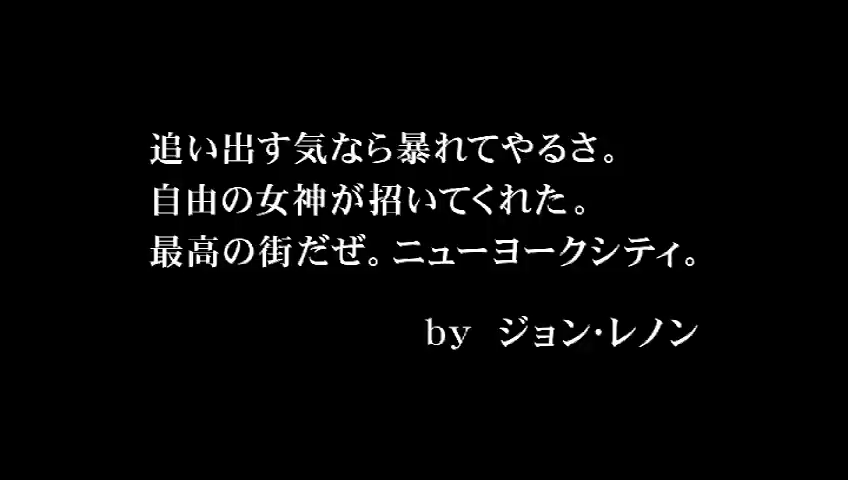 追い出す気なら暴れてやるさ。
自由の女神が招いてくれた。
最高の街だぜ。ニューヨークシティ。
by ジョン・レノン